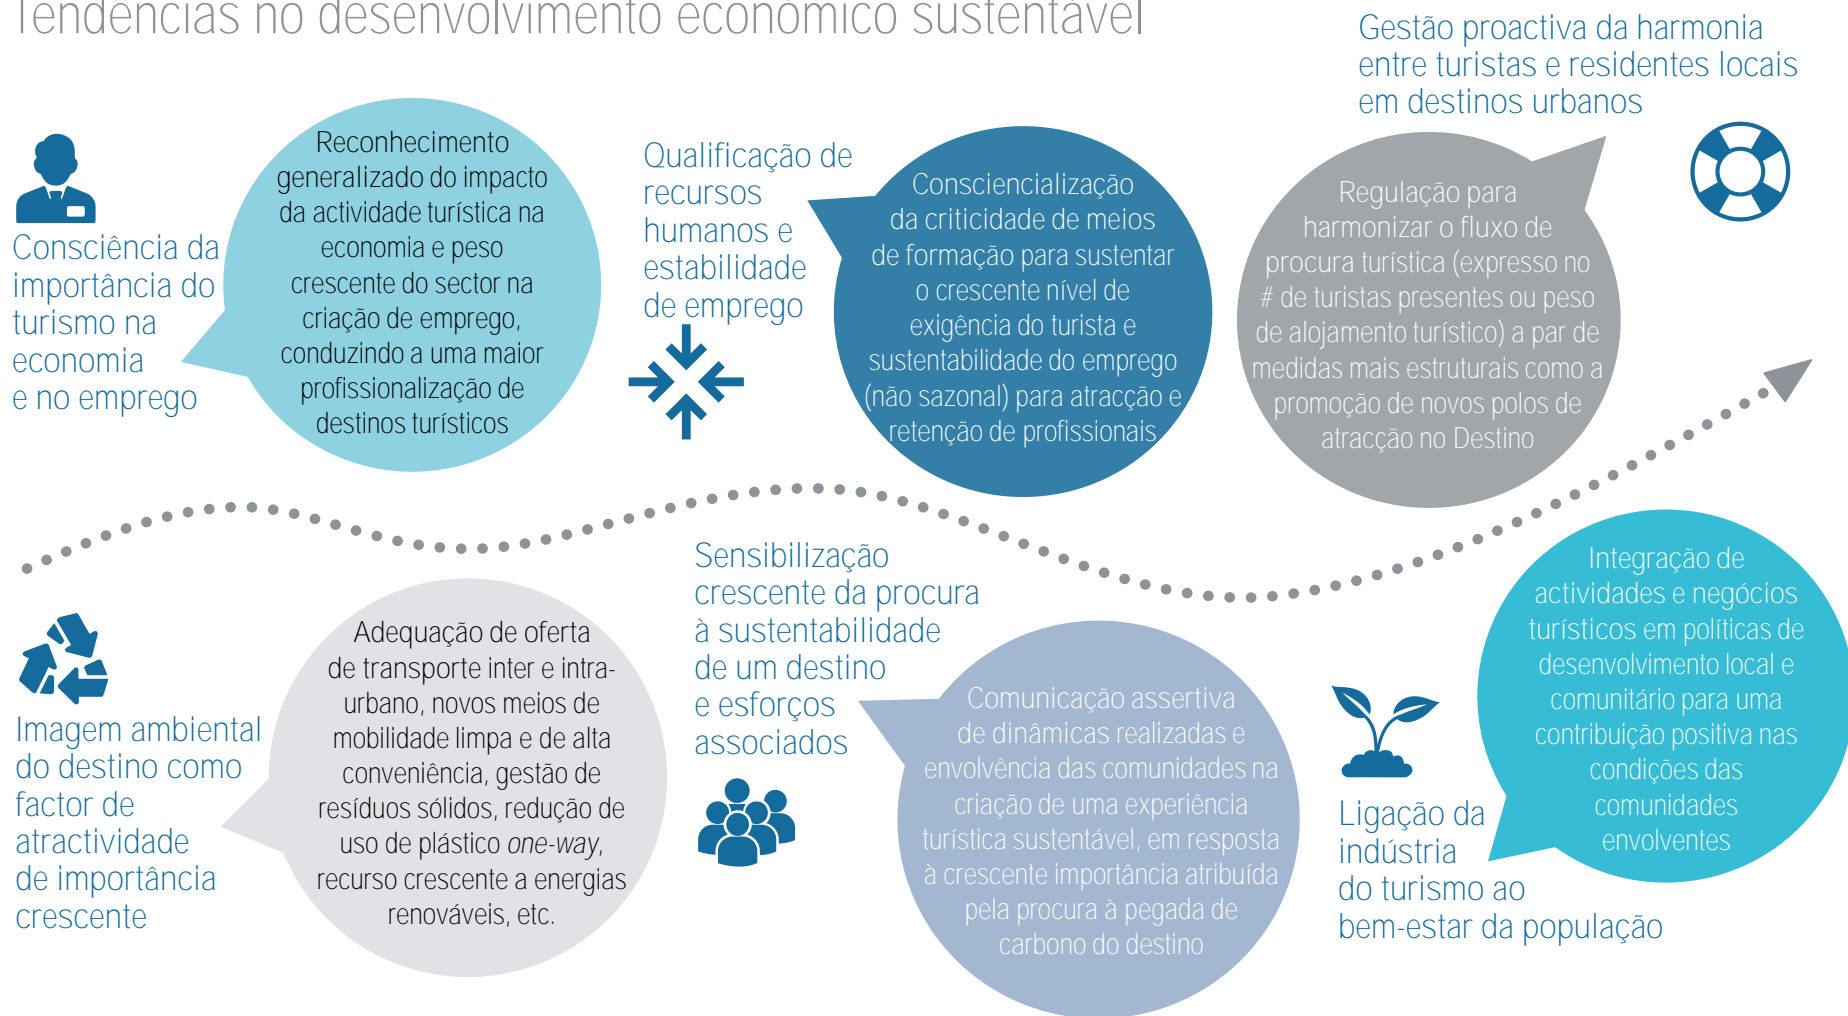 Tendências no desenvolvimento económico sustentável
Consciência da
importância do
turismo na
economia
e no emprego
Reconhecimento
generalizado do impacto
da actividade turística na
economia e peso
crescente do sector na
criação de emprego,
conduzindo a uma maior
profissionalização de
destinos turísticos
Qualificação de
recursos
humanos e
estabilidade
de emprego
Consciencialização
da criticidade de meios
de formação para sustentar
o crescente nível de
exigência do turista e
sustentabilidade do emprego
(não sazonal) para atracção e
retenção de profissionais
Gestão proactiva da harmonia
entre turistas e residentes locais
em destinos urbanos
Regulação para
harmonizar o fluxo de
procura turística (expresso no
# de turistas presentes ou peso
de alojamento turístico) a par de
medidas mais estruturais como a
promoção de novos polos de
atracção no Destino
Imagem ambiental
do destino como
factor de
atractividade
de importância
crescente
Adequação de oferta
de transporte inter e intra-
urbano, novos meios de
mobilidade limpa e de alta
conveniência, gestão de
resíduos sólidos, redução de
uso de plástico one-way,
recurso crescente a energias
renováveis, etc.
Sensibilização
crescente da procura
à sustentabilidade
de um destino
e esforços
associados
Comunicação assertiva
de dinâmicas realizadas e
envolvência das comunidades na
criação de uma experiência
turística sustentável, em resposta
à crescente importância atribuída
pela procura à pegada de
carbono do destino
Ligação da
indústria
do turismo ao
bem-estar da população
Integração de
actividades e negócios
turísticos em políticas de
desenvolvimento local e
comunitário para uma
contribuição positiva nas
condições das
comunidades
envolventes